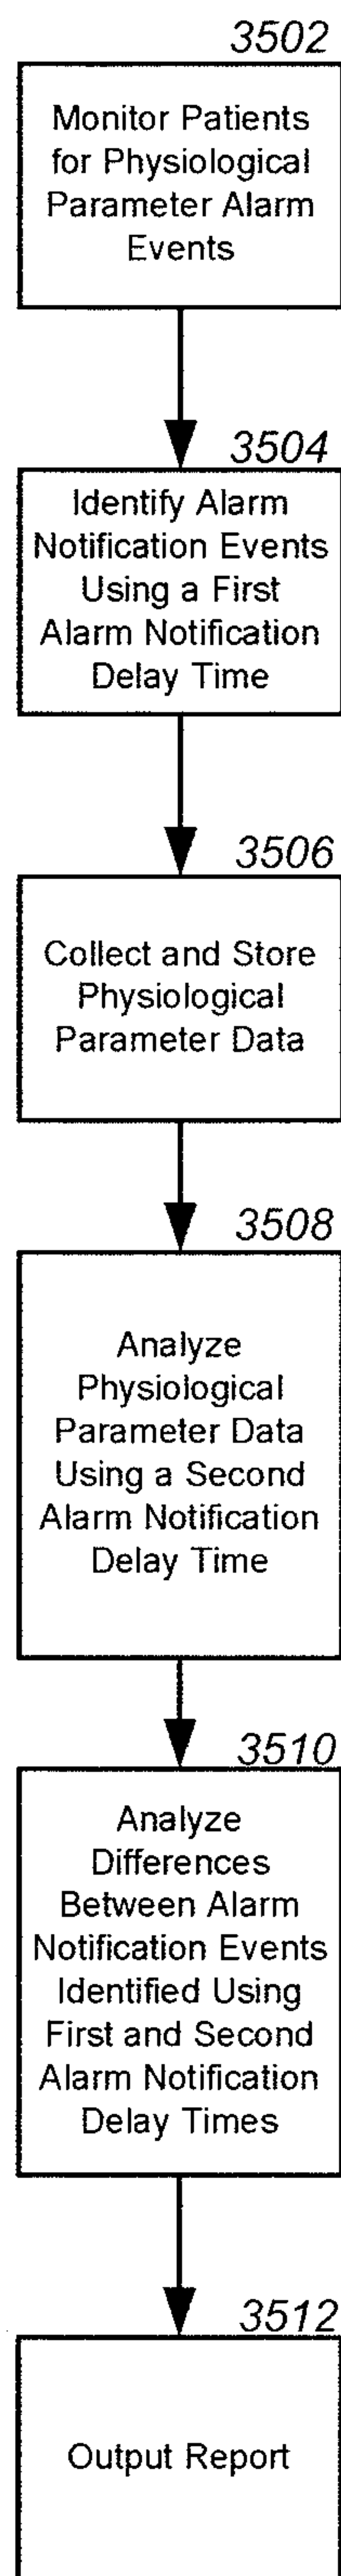 3502
Monitor Patients
for Physiological
Parameter Alarm
Events
3504
Identify Alarm
Notification Events
Using a First
Alarm Notification
Delay Time
3506
Collect and Store
Physiological
Parameter Data
3508
Analyze
Physiological
Parameter Data
Using a Second
Alarm Notification
Delay Time
3510
Analyze
Differences
Between Alarm
Notification Events
Identified Using
First and Second
Alarm Notification
Delay Times
3512
Output Report